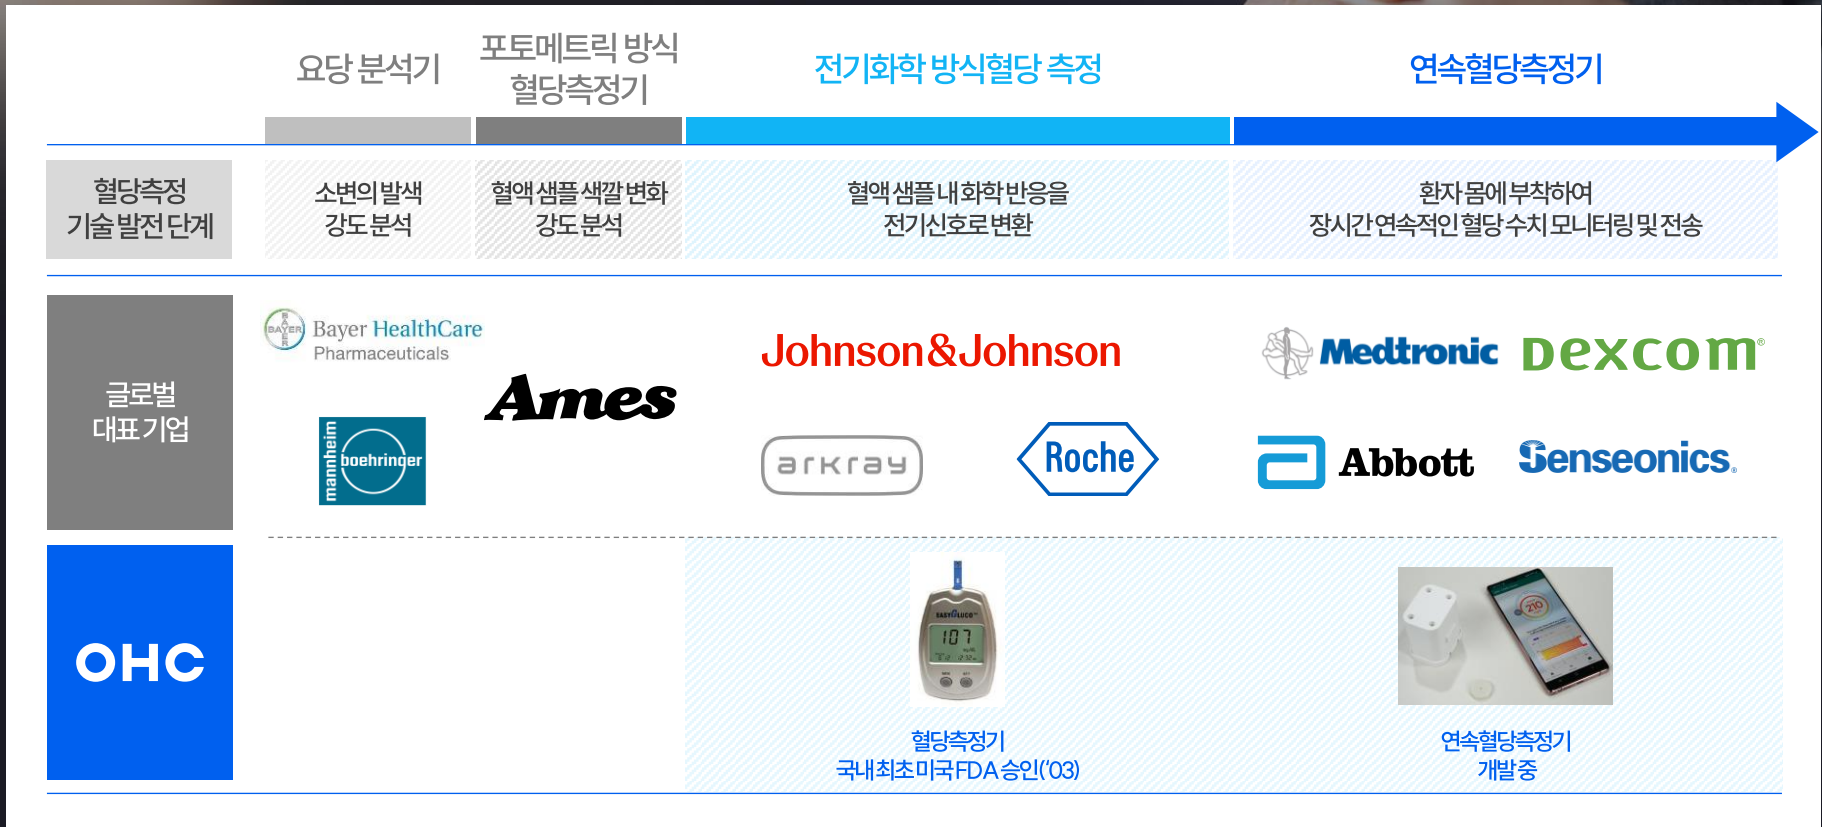 요당 분석기
포토메트릭 방식
혈당측정기
전기화학 방식혈당 측정
연속혈당측정기
혈당측정
기술 발전 단계
소변의 발색
강도 분석
혈액 샘플 색깔 변화
강도 분석
혈액 샘플 내 화학 반응을
전기신호로 변환
환자 몸에 부착하여
장시간 연속적인 혈당 수치 모니터링 및 전송
글로벌
대표 기업
BAYER
BAYER
Bayer HealthCare
Pharmaceuticals
Ames
mannheim
boehringer
Johnson&Johnson
arkray
Roche
Medtronic
Dexcom®
Abbott
Senseonics®
OHC
EASYGLUCO
107
혈당측정기
국내 최초 미국 FDA 승인(‘03)
210
연속혈당측정기
개발 중